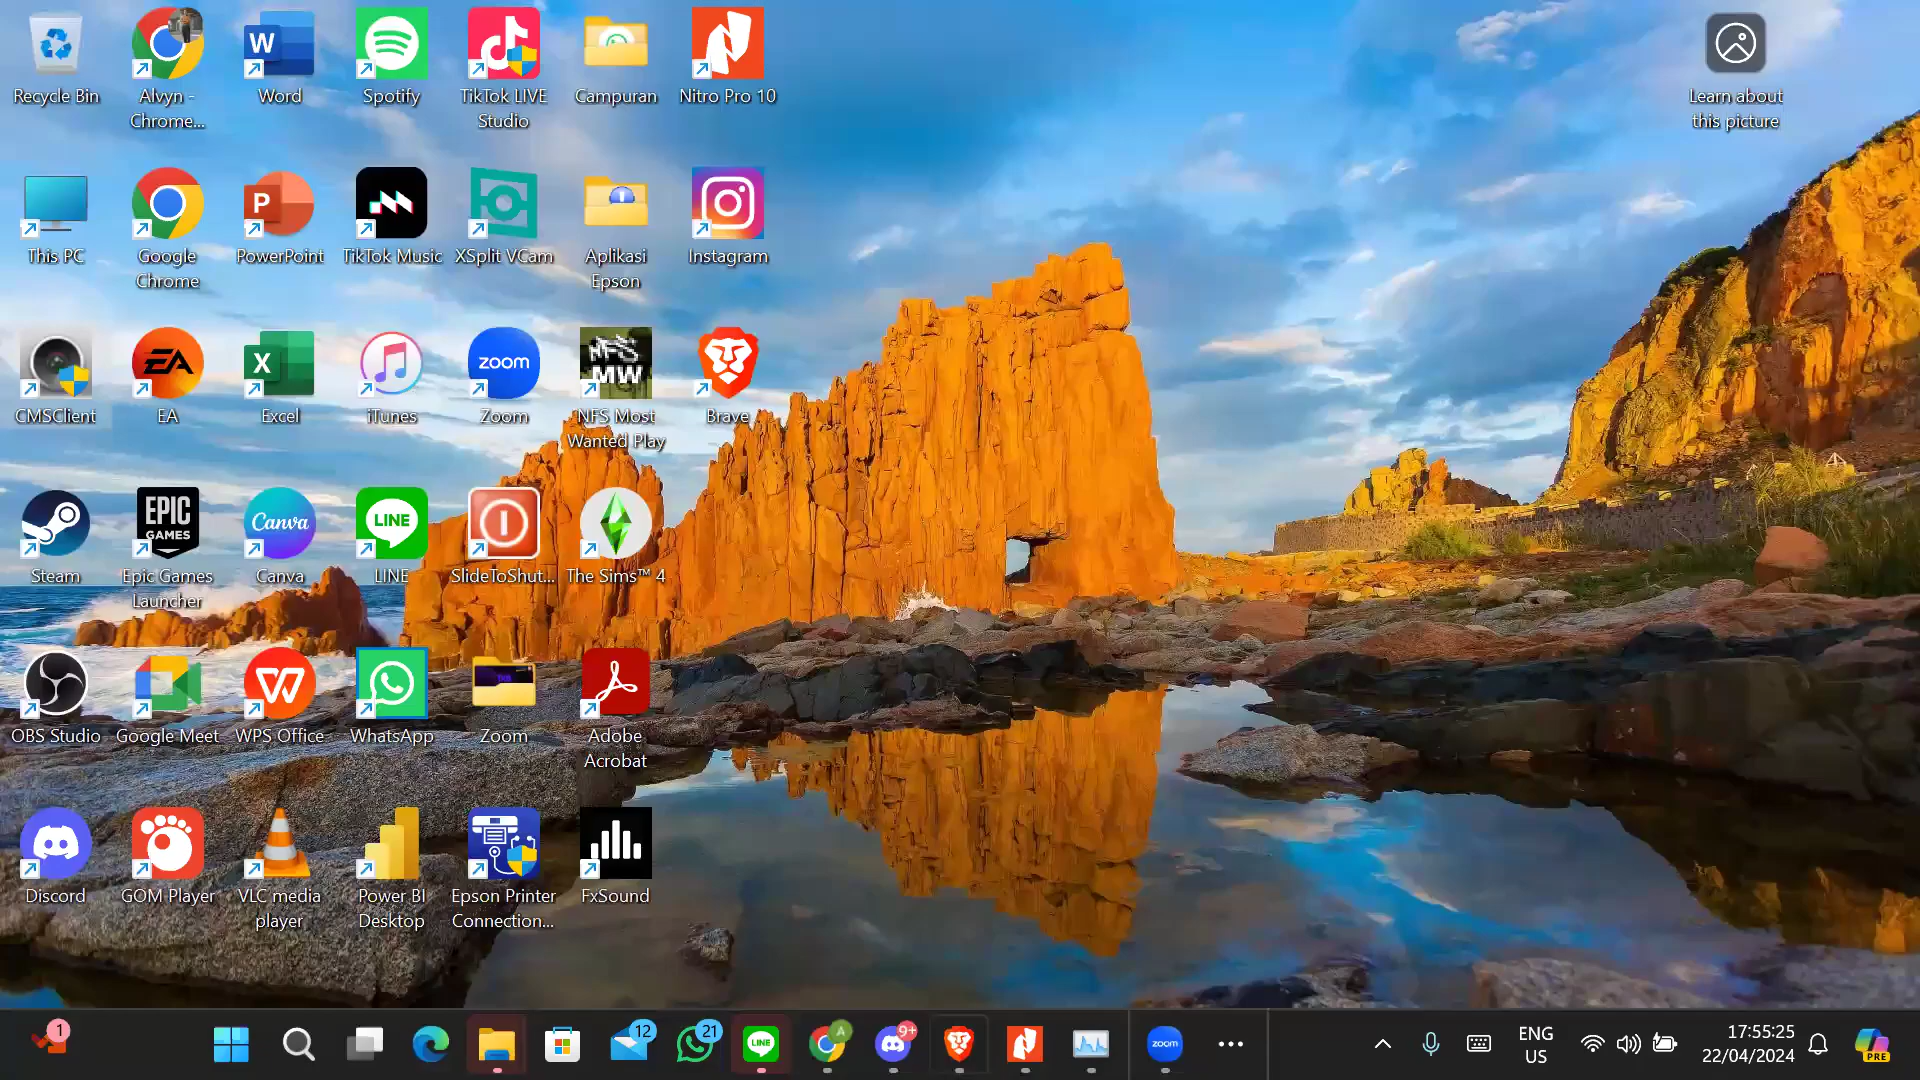 Recycle Bin
Alvyn -
Chrome...
Word
Spotify
TikTok LIVE
Studio
Campuran
Nitro Pro 10
Learn about
this picture
This PC
Google
Chrome
PowerPoint
TikTok Music
XSplit VCam
Aplikasi
Epson
Instagram
CMSClient
EA
EA
Excel
iTunes
zoom
Zoom
NFS
MW
NFS Most
Wanted Play
Brave
Steam
EPIC
GAMES
Epic Games
Launcher
Canva
Canva
LINE
LINE
SlideToShut...
The Sims™ 4
OBS Studio
Google Meet
WPS Office
WhatsApp
Zoom
Adobe
Acrobat
Discord
GOM Player
VLC media
player
Power BI
Desktop
Epson Printer
Connection...
FxSound
1
12
21
LINE
A
9+
zoom
ENG
US
17:55:25
22/04/2024
PRE